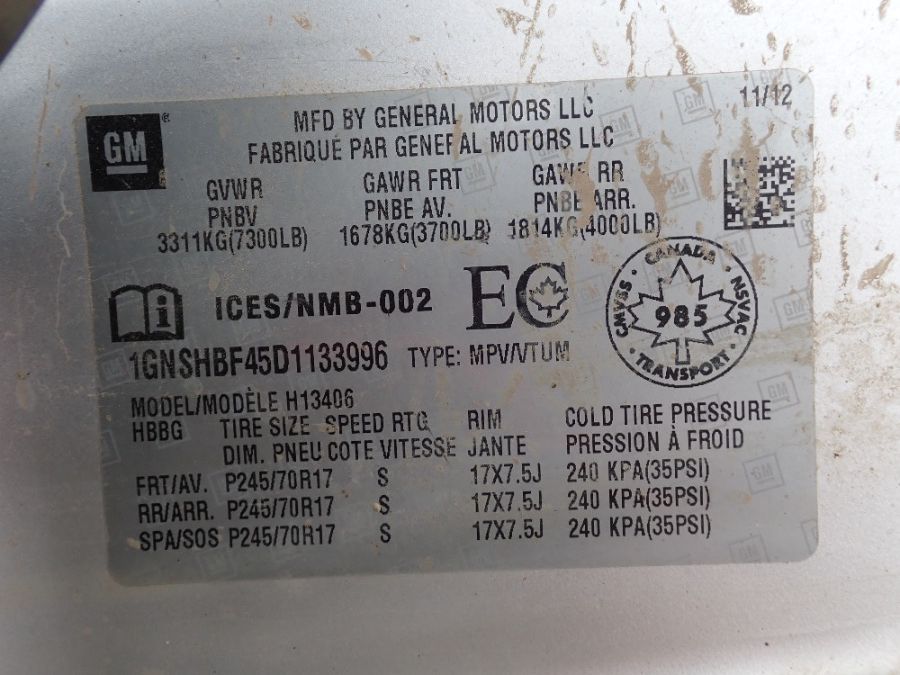 GM
MFD BY GENERAL MOTORS LLC
11/12
FABRIQUÉ PAR GENERAL MOTORS LLC
GVWR GAWR FRT GAWR RR
PNBV PNBE AV. PNBE ARR.
3311KG(7300LB) 1678KG(3700LB) 1814KG(4000LB)
ICES/NMB-002 EC
CANADA
CMVSS 985 NSVAC
TRANSPORT
1GNSHBF45D1133996 TYPE: MPV/VTUM
MODEL/MODÈLE H13406
HBBG TIRE SIZE SPEED RTG RIM COLD TIRE PRESSURE
DIM. PNEU COTE VITESSE JANTE PRESSION À FROID
FRT/AV. P245/70R17 S 17X7.5J 240 KPA(35PSI)
RR/ARR. P245/70R17 S 17X7.5J 240 KPA(35PSI)
SPA/SOS P245/70R17 S 17X7.5J 240 KPA(35PSI)